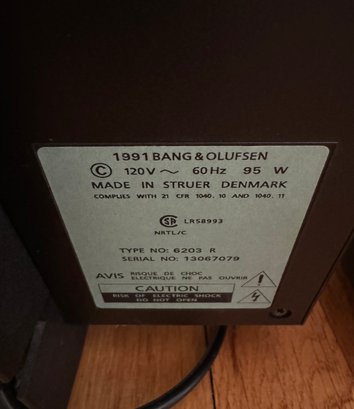 1991 BANG & OLUFSEN
© 120V ~ 60Hz 95 W
MADE IN STRUER DENMARK
COMPLIES WITH 21 CFR 1040.10 AND 1040.11
SA LR58993
NRTL/C
TYPE NO: 6203 R
SERIAL NO: 13067079
AVIS RISQUE DE CHOC
ELECTRIQUE NE PAS OUVRIR
CAUTION
RISK OF ELECTRIC SHOCK
DO NOT OPEN